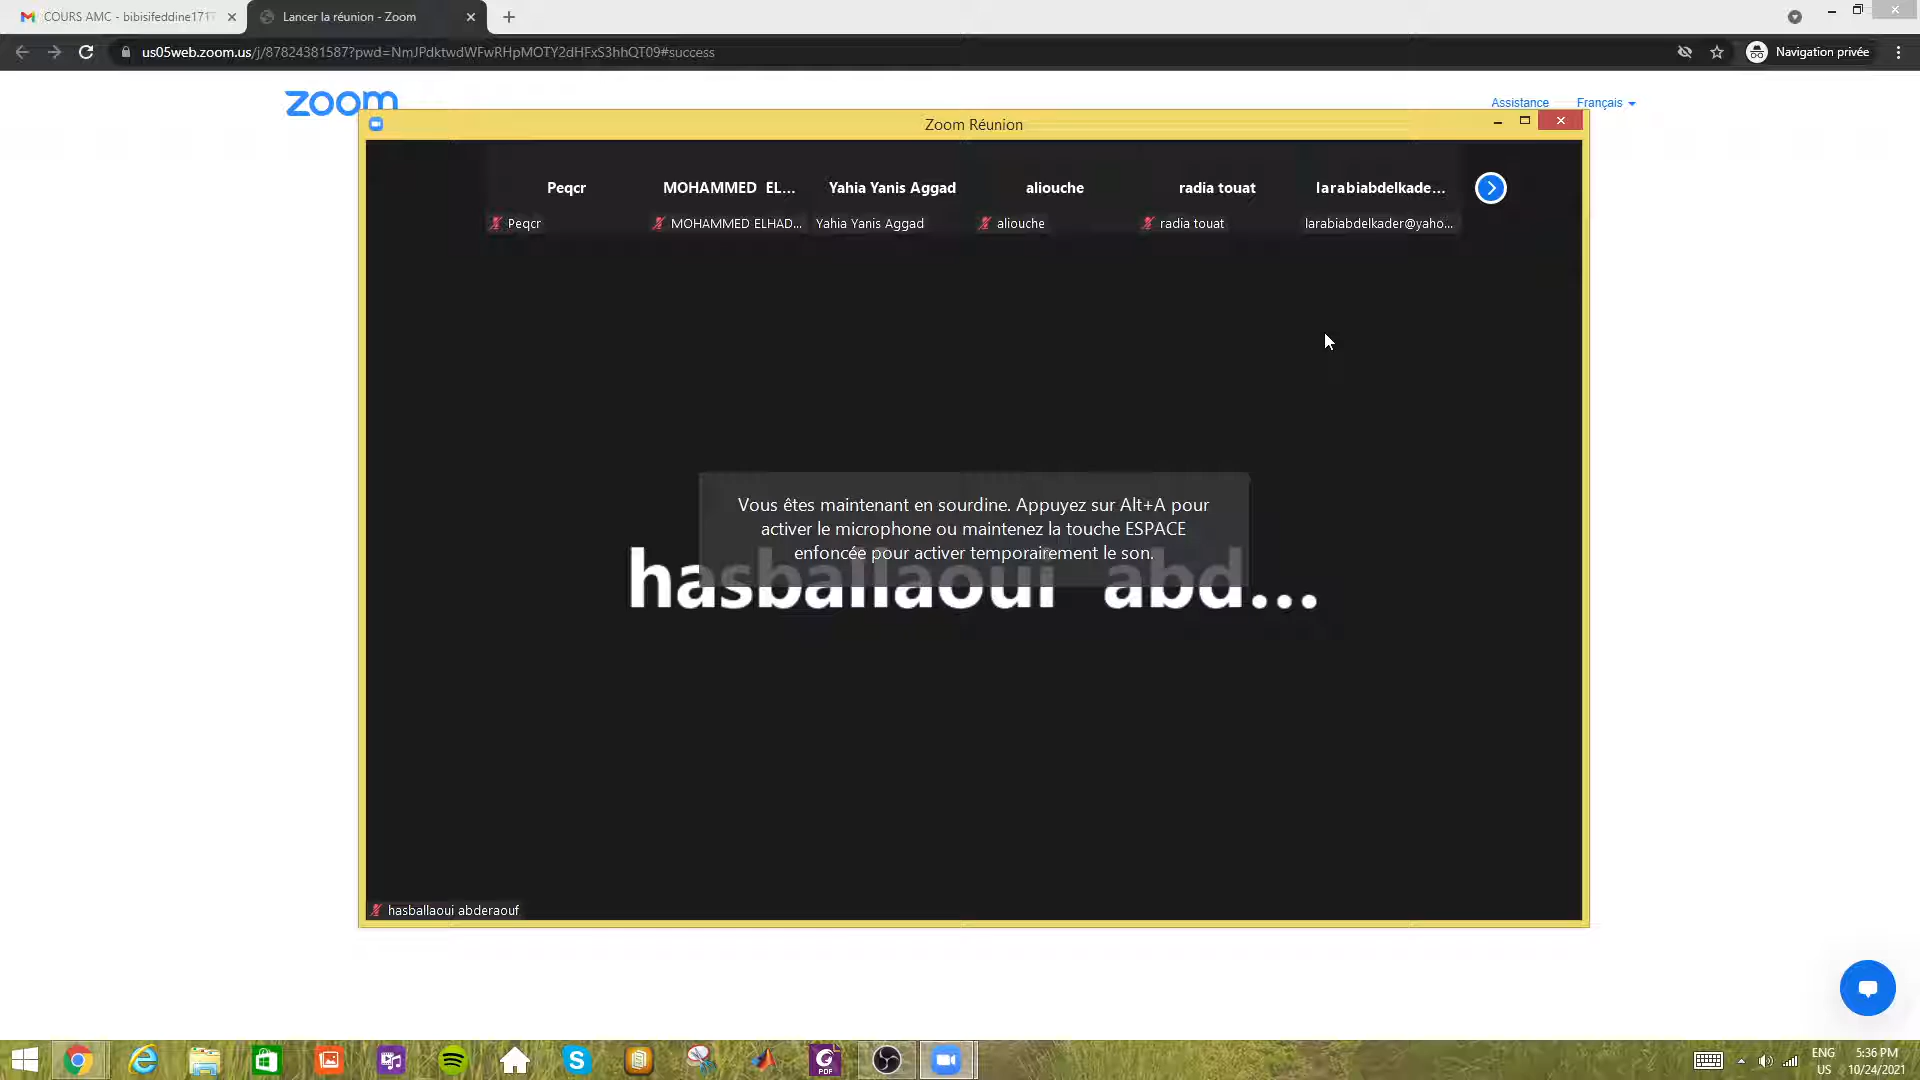 COURS AMC - bibisifeddine171
Lancer la réunion - Zoom
us05web.zoom.us/j/87824381587?pwd=NmJPdktwdWFwRHpMOTY2dHFxS3hhQT09#success
Navigation privée
zoom
Assistance
Français
Zoom Réunion
Peqcr
MOHAMMED EL...
Yahia Yanis Aggad
aliouche
radia touat
larabiabdelkade...
Peqcr
MOHAMMED ELHAD...
Yahia Yanis Aggad
aliouche
radia touat
larabiabdelkader@yaho...
Vous êtes maintenant en sourdine. Appuyez sur Alt+A pour
activer le microphone ou maintenez la touche ESPACE
enfoncée pour activer temporairement le son.
hasballaoui abd...
hasballaoui abderaouf
PDF
ENG
US
5:36 PM
10/24/2021